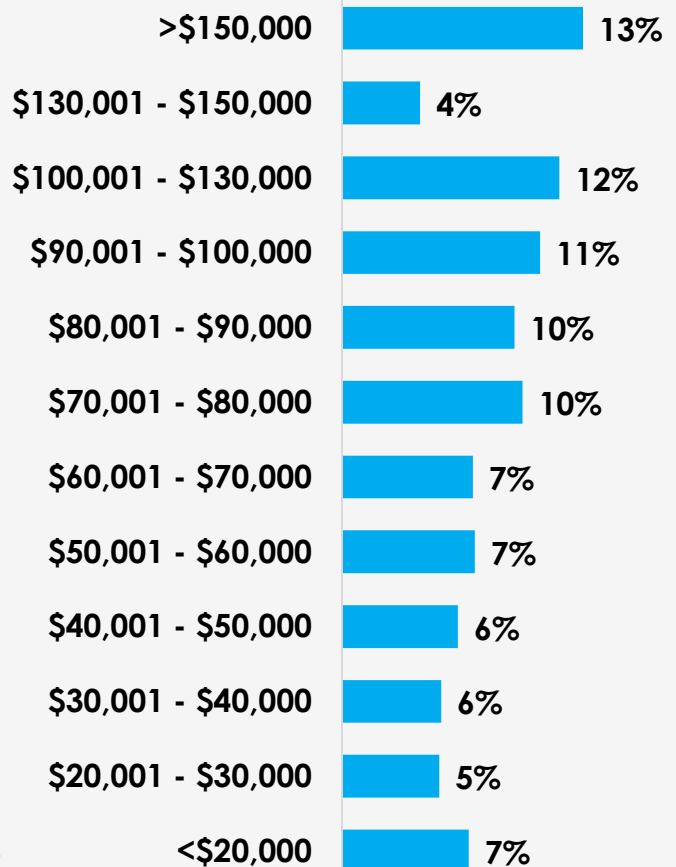 >$150,000 13%
$130,001 - $150,000 4%
$100,001 - $130,000 12%
$90,001 - $100,000 11%
$80,001 - $90,000 10%
$70,001 - $80,000 10%
$60,001 - $70,000 7%
$50,001 - $60,000 7%
$40,001 - $50,000 6%
$30,001 - $40,000 6%
$20,001 - $30,000 5%
<$20,000 7%